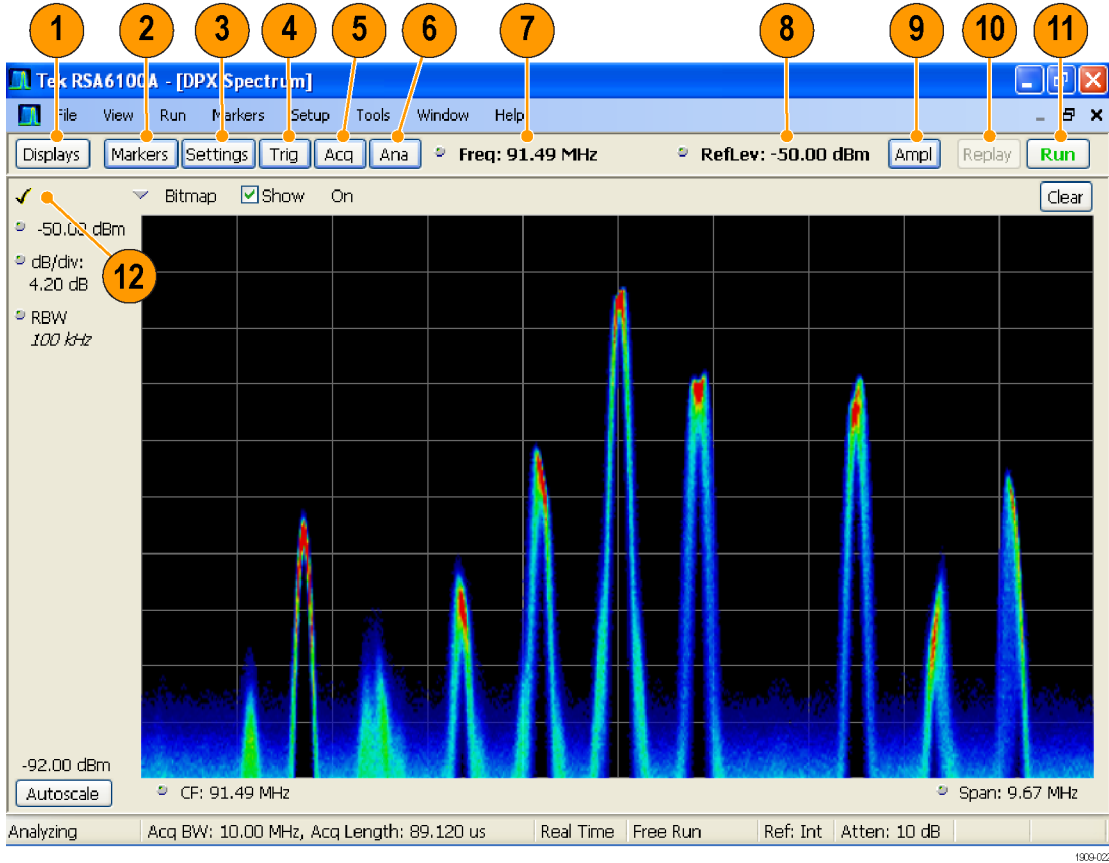 1 2 3 4 5 6 7 8 9 10 11
Tek RSA6100A - [DPX Spectrum]
File View Run Markers Setup Tools Window Help
Displays Markers Settings Trig Acq Ana Freq: 91.49 MHz RefLev: -50.00 dBm Ampl Replay Run
Bitmap Show On Clear
-50.00 dBm
dB/div:
4.20 dB
12
RBW
100 kHz
-92.00 dBm
Autoscale CF: 91.49 MHz Span: 9.67 MHz
Analyzing Acq BW: 10.00 MHz, Acq Length: 89.120 us Real Time Free Run Ref: Int Atten: 10 dB